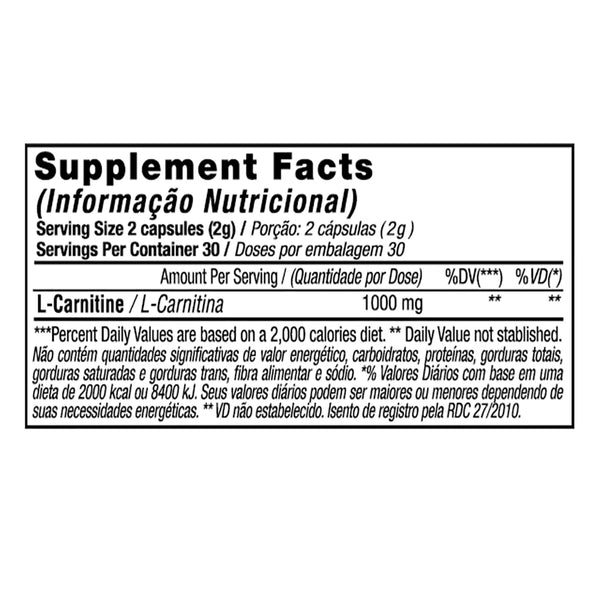 Supplement Facts
(Informação Nutricional)
Serving Size 2 capsules (2g) / Porção: 2 cápsulas (2g)
Servings Per Container 30 / Doses por embalagem 30
Amount Per Serving / (Quantidade por Dose) %DV(***) %VD(*)
L-Carnitine / L-Carnitina 1000 mg ** **
***Percent Daily Values are based on a 2,000 calories diet. ** Daily Value not stablished.
Não contém quantidades significativas de valor energético, carboidratos, proteínas, gorduras totais,
gorduras saturadas e gorduras trans, fibra alimentar e sódio. *% Valores Diários com base em uma
dieta de 2000 kcal ou 8400 kJ. Seus valores diários podem ser maiores ou menores dependendo de
suas necessidades energéticas. ** VD não estabelecido. Isento de registro pela RDC 27/2010.